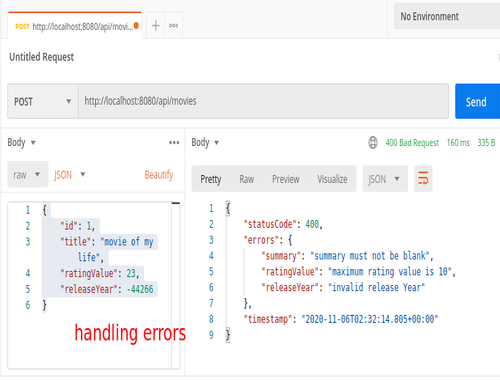 POST http://localhost:8080/api/movi...
No Environment
Untitled Request
POST http://localhost:8080/api/movies Send
Body
Body 400 Bad Request 160 ms 335 B
raw JSON Beautify
Pretty Raw Preview Visualize JSON
1 {
2 "id": 1,
3 "title": "movie of my
life",
4 "ratingValue": 23,
5 "releaseYear": -44266
6 }
handling errors
1 {
2 "statusCode": 400,
3 "errors": {
4 "summary": "summary must not be blank",
5 "ratingValue": "maximum rating value is 10",
6 "releaseYear": "invalid release Year"
7 },
8 "timestamp": "2020-11-06T02:32:14.805+00:00"
9 }